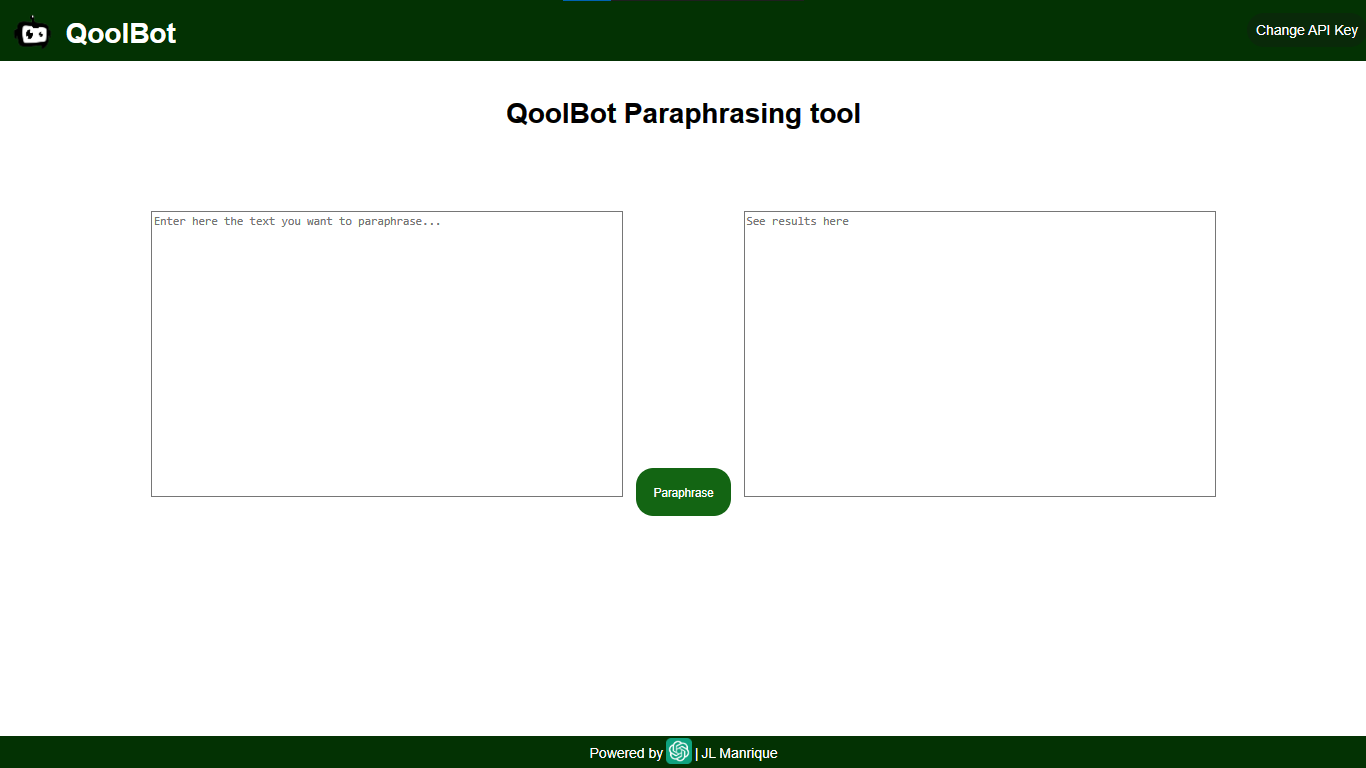 QoolBot
Change API Key
QoolBot Paraphrasing tool
Enter here the text you want to paraphrase...
See results here
Paraphrase
Powered by | JL Manrique